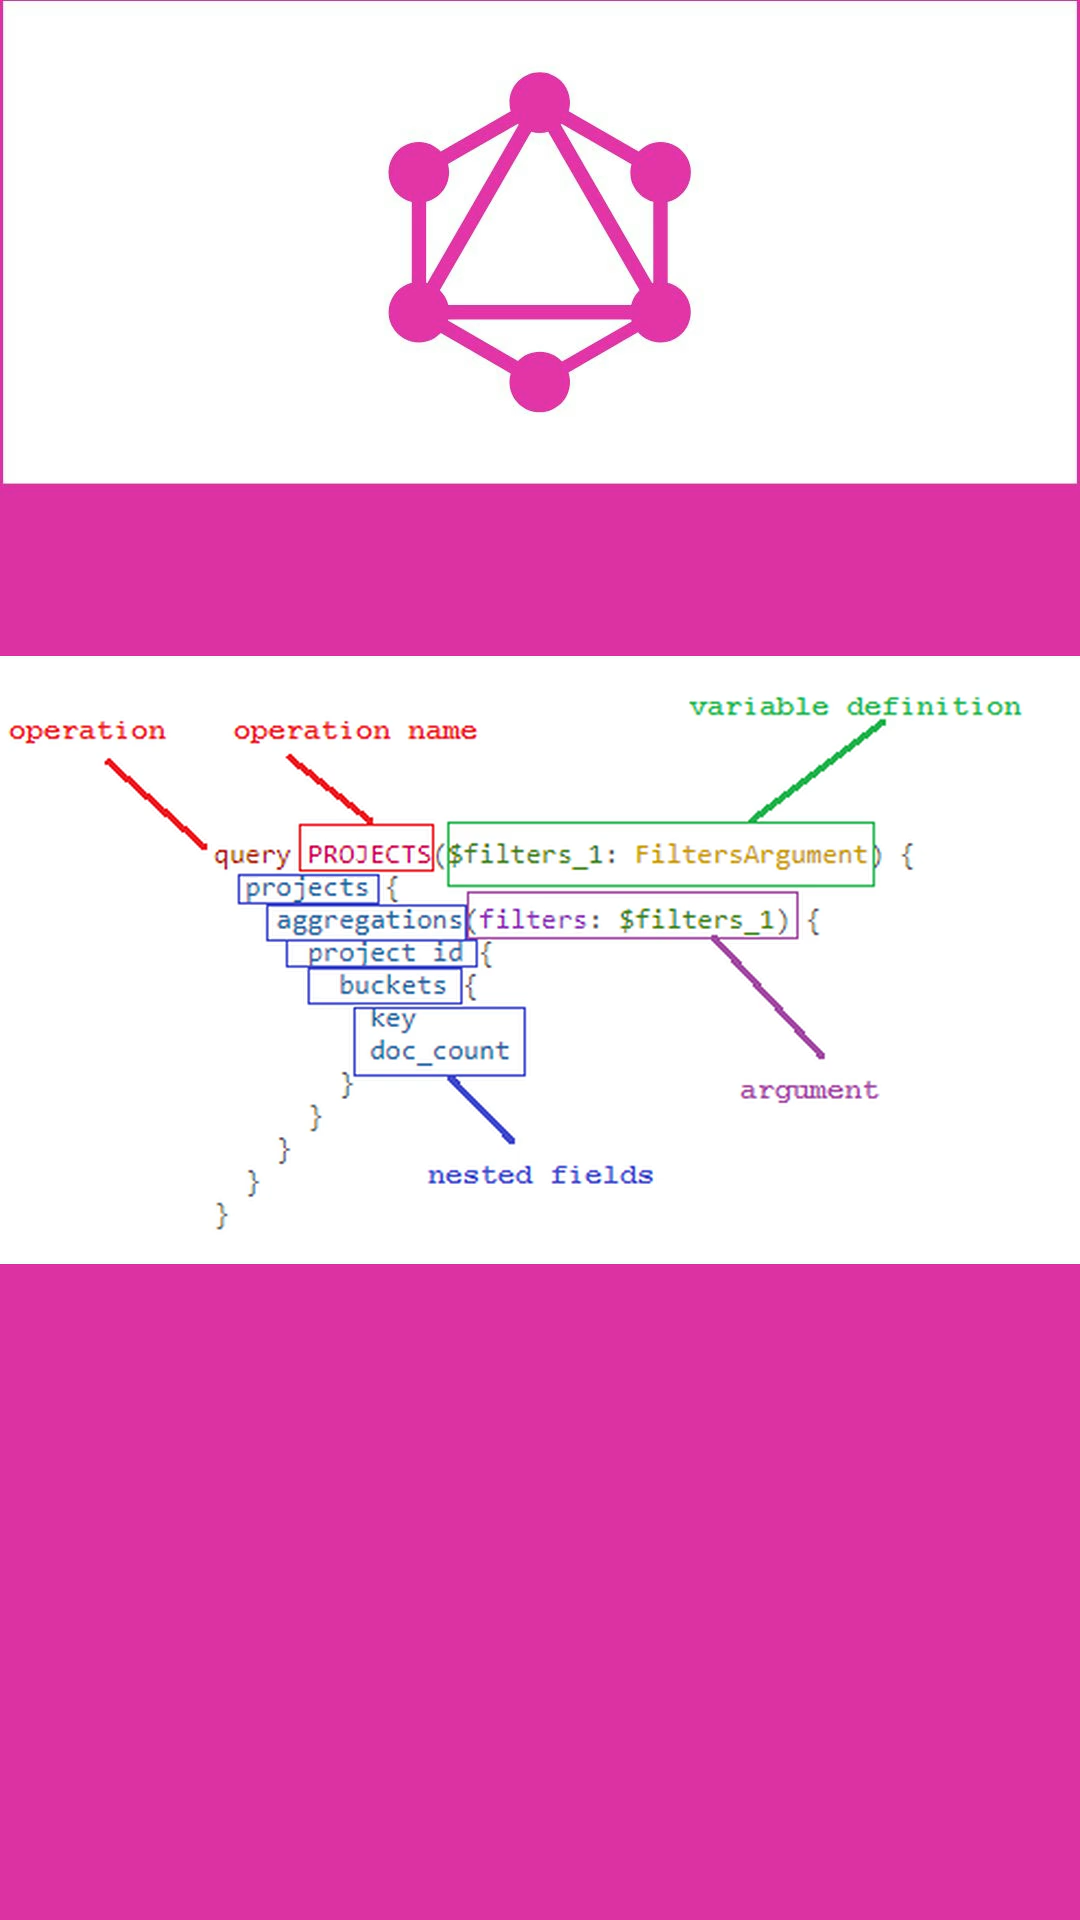 variable definition
operation operation name
query PROJECTS($filters_1: FiltersArgument) {
projects {
aggregations(filters: $filters_1) {
project_id {
buckets {
key
doc_count
}
argument
}
}
nested fields
}
}